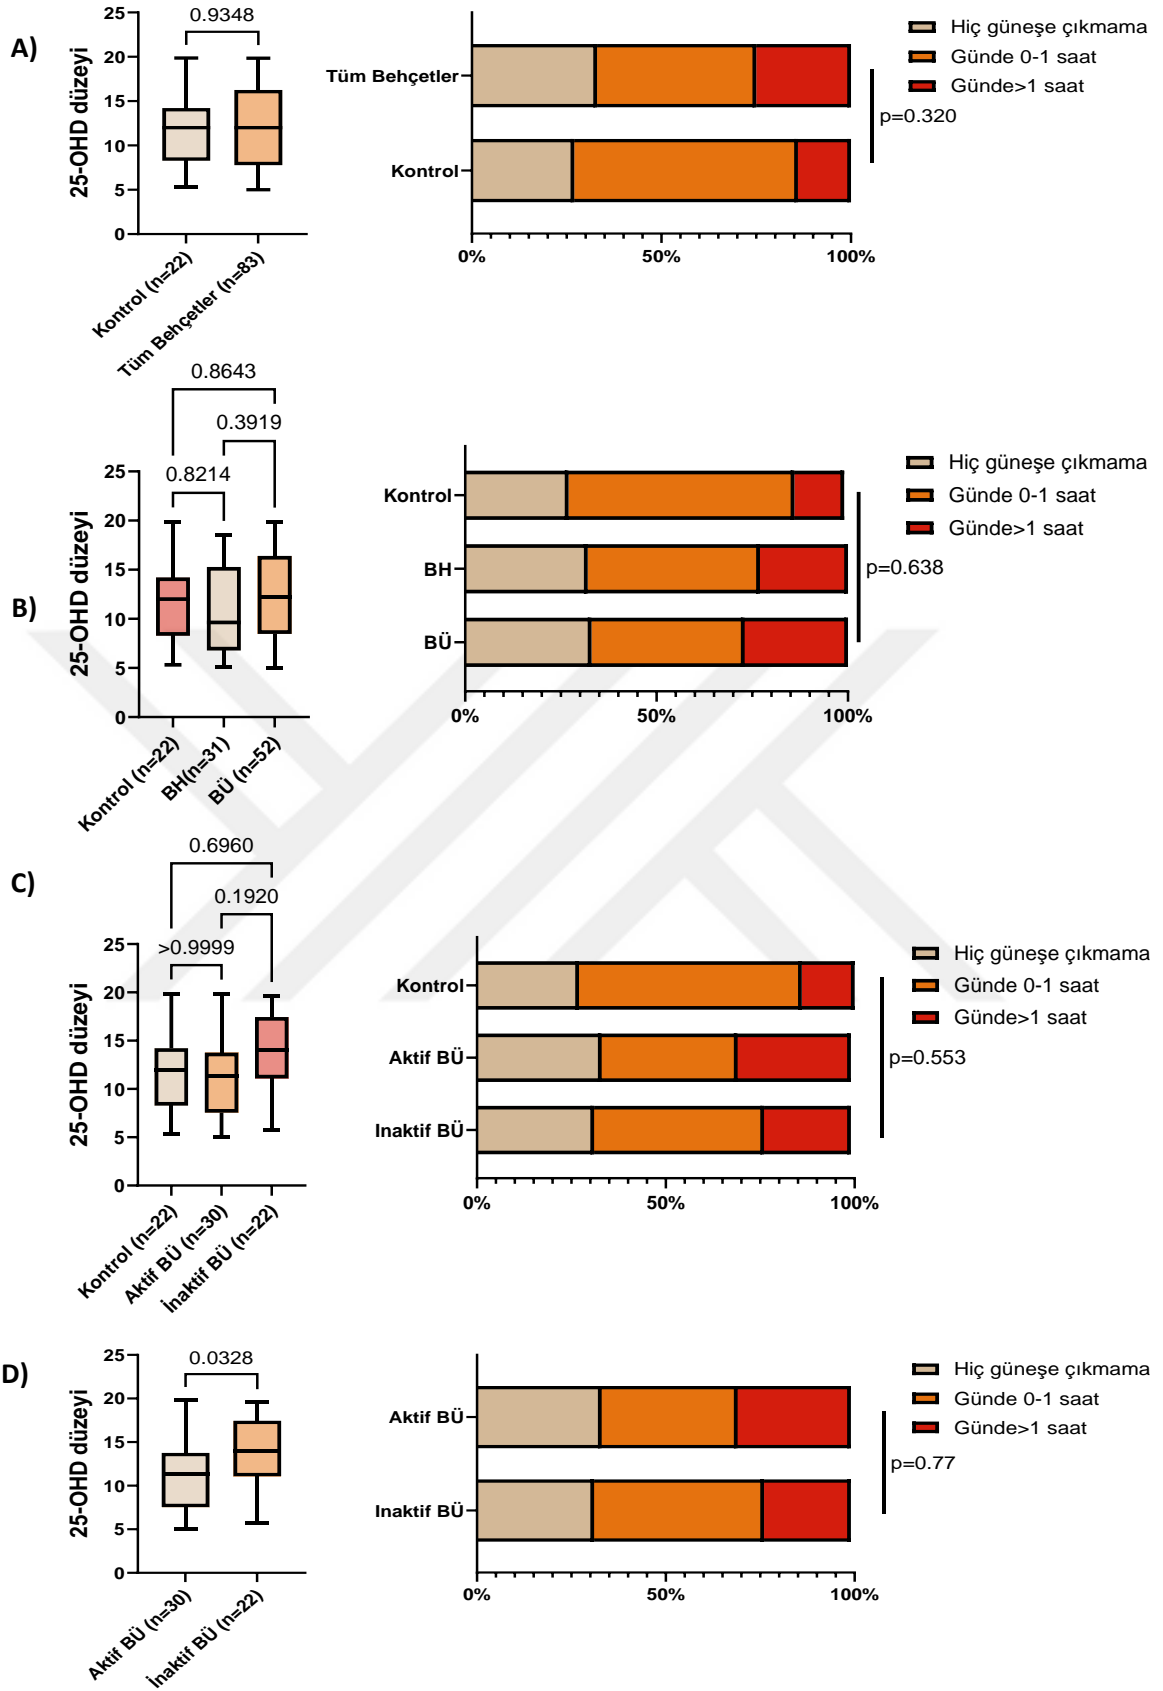 A)
25-OHD düzeyi
25
20
15
10
5
0
0.9348
Kontrol (n=22)
Tüm Behçetler (n=83)
Tüm Behçetler
Kontrol
0%
50%
100%
Hiç güneşe çıkmama
Günde 0-1 saat
Günde>1 saat
p=0.320
B)
25-OHD düzeyi
25
20
15
10
5
0
0.8643
0.3919
0.8214
Kontrol (n=22)
BH(n=31)
BÜ (n=52)
Kontrol
BH
BÜ
0%
50%
100%
Hiç güneşe çıkmama
Günde 0-1 saat
Günde>1 saat
p=0.638
C)
25-OHD düzeyi
25
20
15
10
5
0
0.6960
0.1920
>0.9999
Kontrol (n=22)
Aktif BÜ (n=30)
İnaktif BÜ (n=22)
Kontrol
Aktif BÜ
Inaktif BÜ
0%
50%
100%
Hiç güneşe çıkmama
Günde 0-1 saat
Günde>1 saat
p=0.553
D)
25-OHD düzeyi
25
20
15
10
5
0
0.0328
Aktif BÜ (n=30)
İnaktif BÜ (n=22)
Aktif BÜ
Inaktif BÜ
0%
50%
100%
Hiç güneşe çıkmama
Günde 0-1 saat
Günde>1 saat
p=0.77